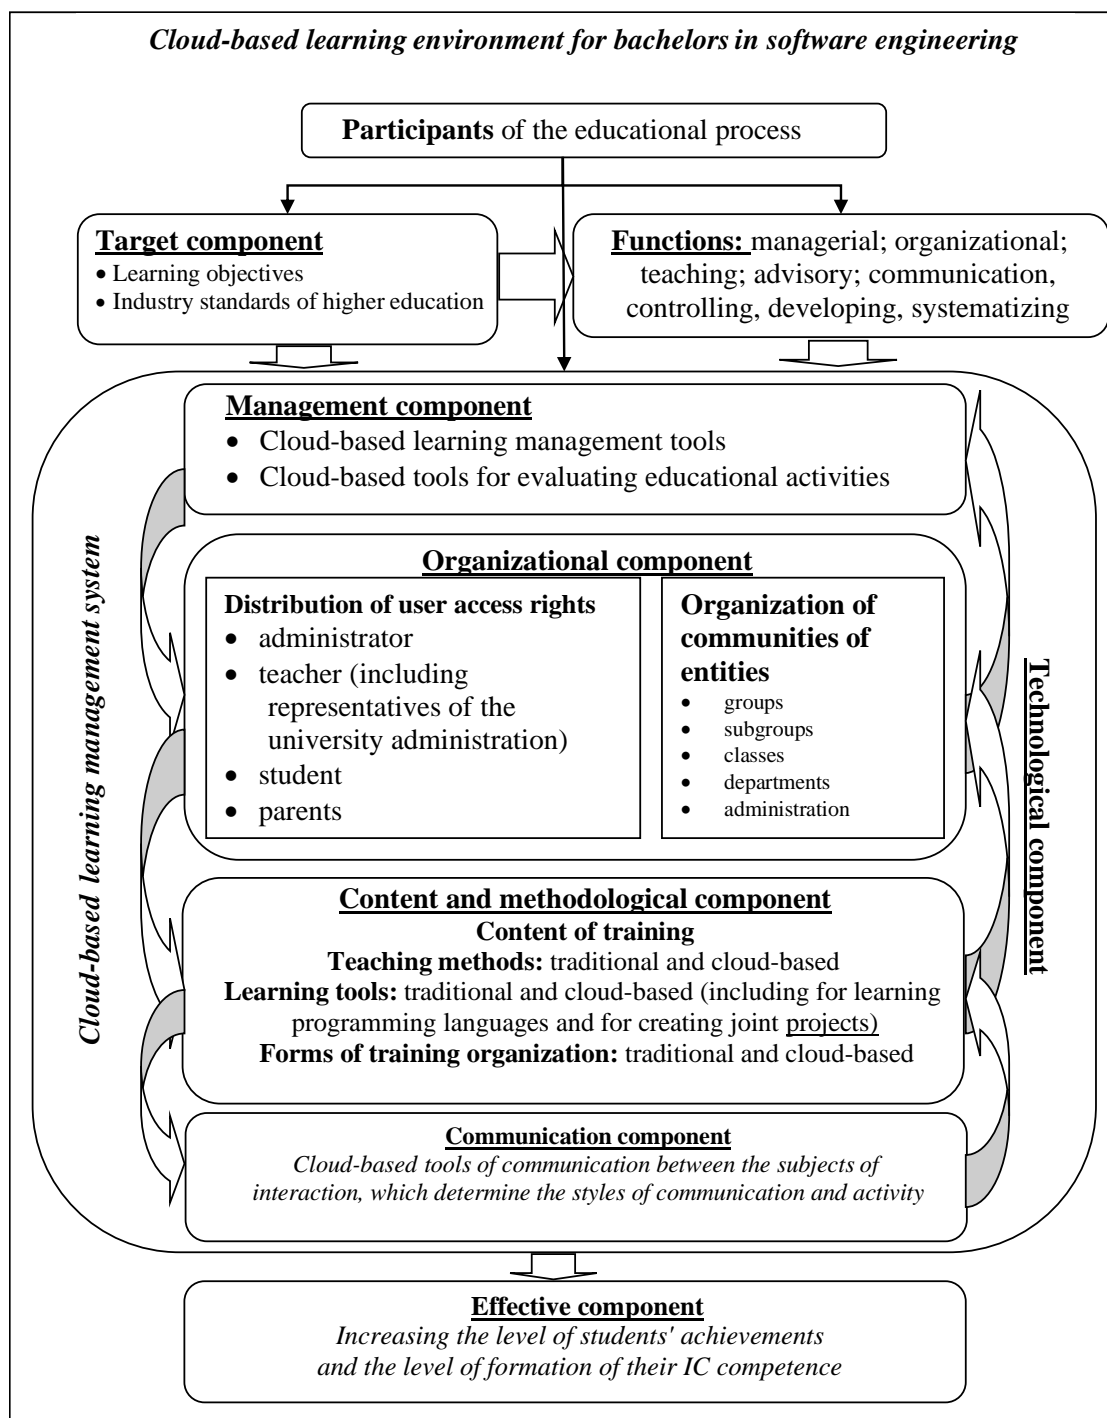 Cloud-based learning environment for bachelors in software engineering
Participants of the educational process
Target component
• Learning objectives
• Industry standards of higher education
Functions: managerial; organizational;
teaching; advisory; communication,
controlling, developing, systematizing
Management component
• Cloud-based learning management tools
• Cloud-based tools for evaluating educational activities
Cloud-based learning management system
Organizational component
Distribution of user access rights
• administrator
• teacher (including
representatives of the
university administration)
• student
• parents
Organization of
communities of
entities
• groups
• subgroups
• classes
• departments
• administration
Technological component
Content and methodological component
Content of training
Teaching methods: traditional and cloud-based
Learning tools: traditional and cloud-based (including for learning
programming languages and for creating joint projects)
Forms of training organization: traditional and cloud-based
Communication component
Cloud-based tools of communication between the subjects of
interaction, which determine the styles of communication and activity
Effective component
Increasing the level of students' achievements
and the level of formation of their IC competence